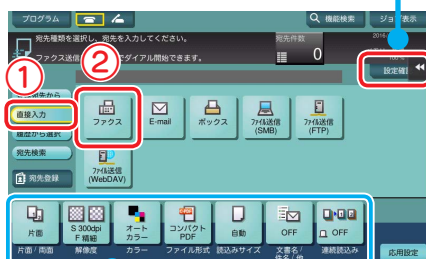 プログラム
機能検索
ジョブ表示
宛先種類を選択し、宛先を入力してください。
宛先件数
2016/
ファクス送信
でダイアル開始できます。
0
100 %
設定確認
①
②
宛先から
直接入力
履歴から選択
宛先検索
宛先登録
ファクス
E-mail
ボックス
ファイル送信
(SMB)
ファイル送信
(FTP)
ファイル送信
(WebDAV)
片面
S 300dpi
F 精細
オート
カラー
コンパクト
PDF
自動
OFF
OFF
片面/両面
解像度
カラー
ファイル形式
読込みサイズ
文書名/
件名/他
連続読込み
応用設定